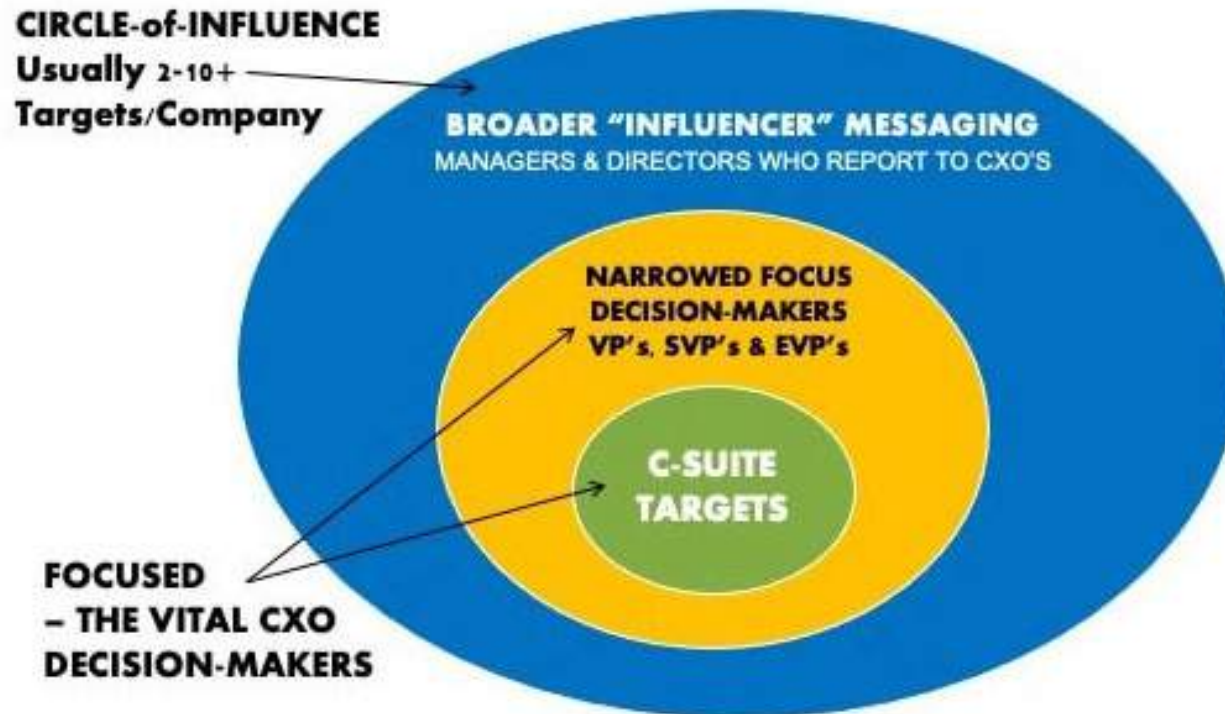 CIRCLE-of-INFLUENCE
Usually 2-10+
Targets/Company
BROADER “INFLUENCER” MESSAGING
MANAGERS & DIRECTORS WHO REPORT TO CXO'S
NARROWED FOCUS
DECISION-MAKERS
VP's, SVP's & EVP's
C-SUITE
TARGETS
FOCUSED
– THE VITAL CXO
DECISION-MAKERS